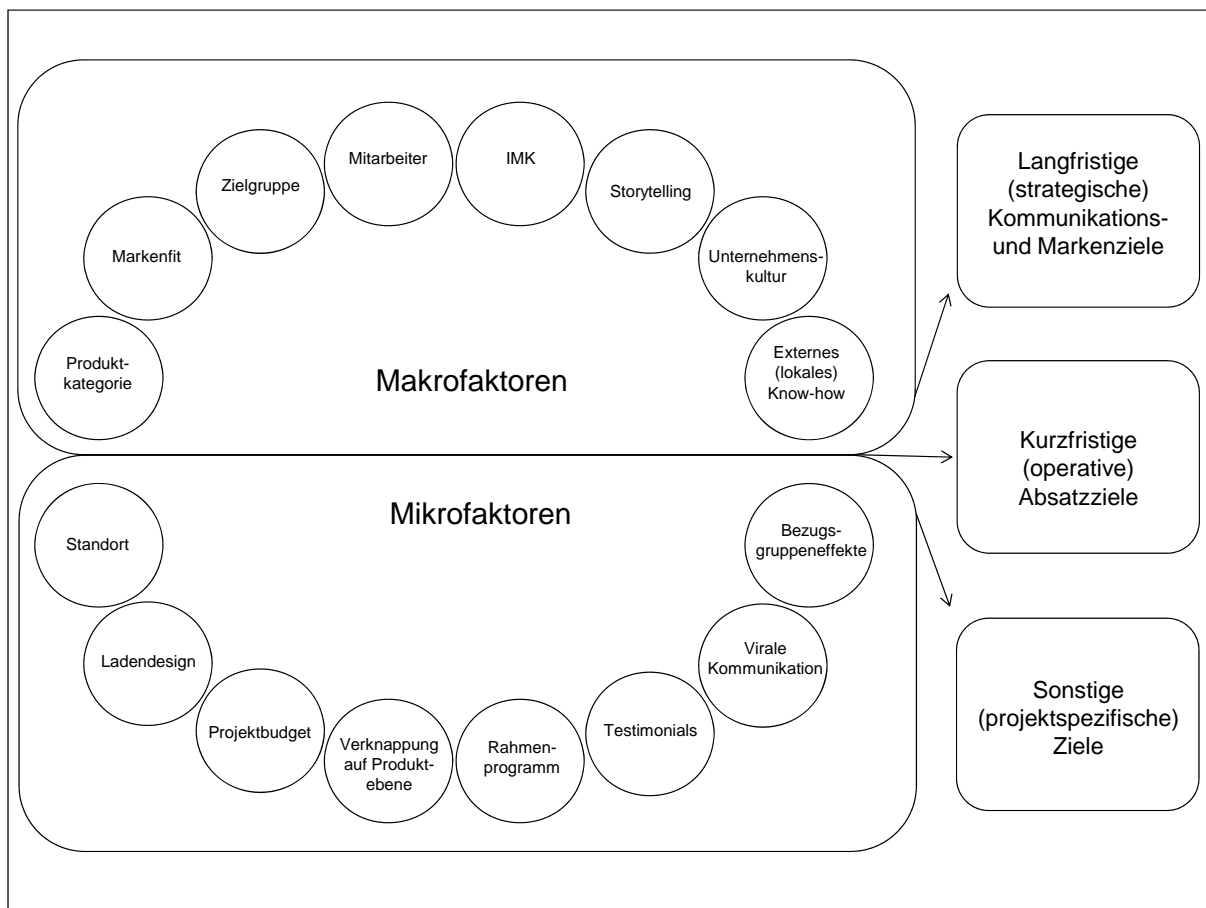 Produkt-
kategorie
Markenfit
Zielgruppe
Mitarbeiter
IMK
Storytelling
Unternehmens-
kultur
Externes
(lokales)
Know-how
Makrofaktoren
Mikrofaktoren
Standort
Ladendesign
Projektbudget
Verknappung
auf Produkt-
ebene
Rahmen-
programm
Testimonials
Virale
Kommunikation
Bezugs-
gruppeneffekte
Langfristige
(strategische)
Kommunikations-
und Markenziele
Kurzfristige
(operative)
Absatzziele
Sonstige
(projektspezifische)
Ziele